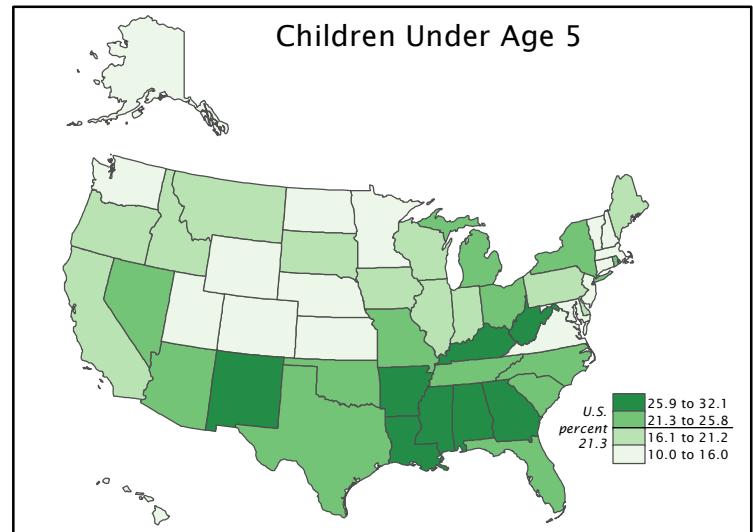 Children Under Age 5
U.S.
percent
21.3
25.9 to 32.1
21.3 to 25.8
16.1 to 21.2
10.0 to 16.0